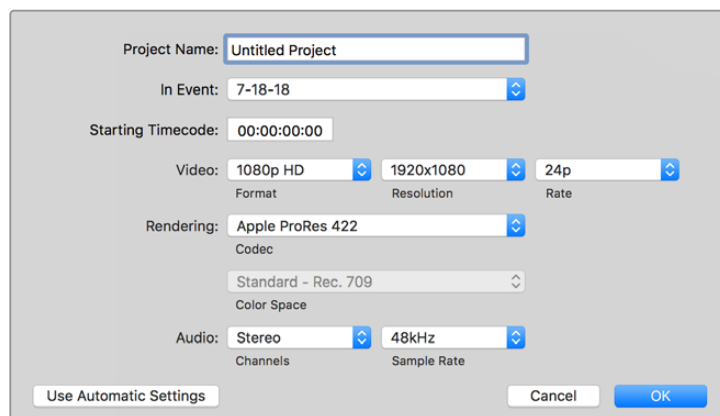 Project Name: Untitled Project
In Event: 7-18-18
Starting Timecode: 00:00:00:00
Video: 1080p HD 1920x1080 24p
Format Resolution Rate
Rendering: Apple ProRes 422
Codec
Standard - Rec. 709
Color Space
Audio: Stereo 48kHz
Channels Sample Rate
Use Automatic Settings Cancel OK